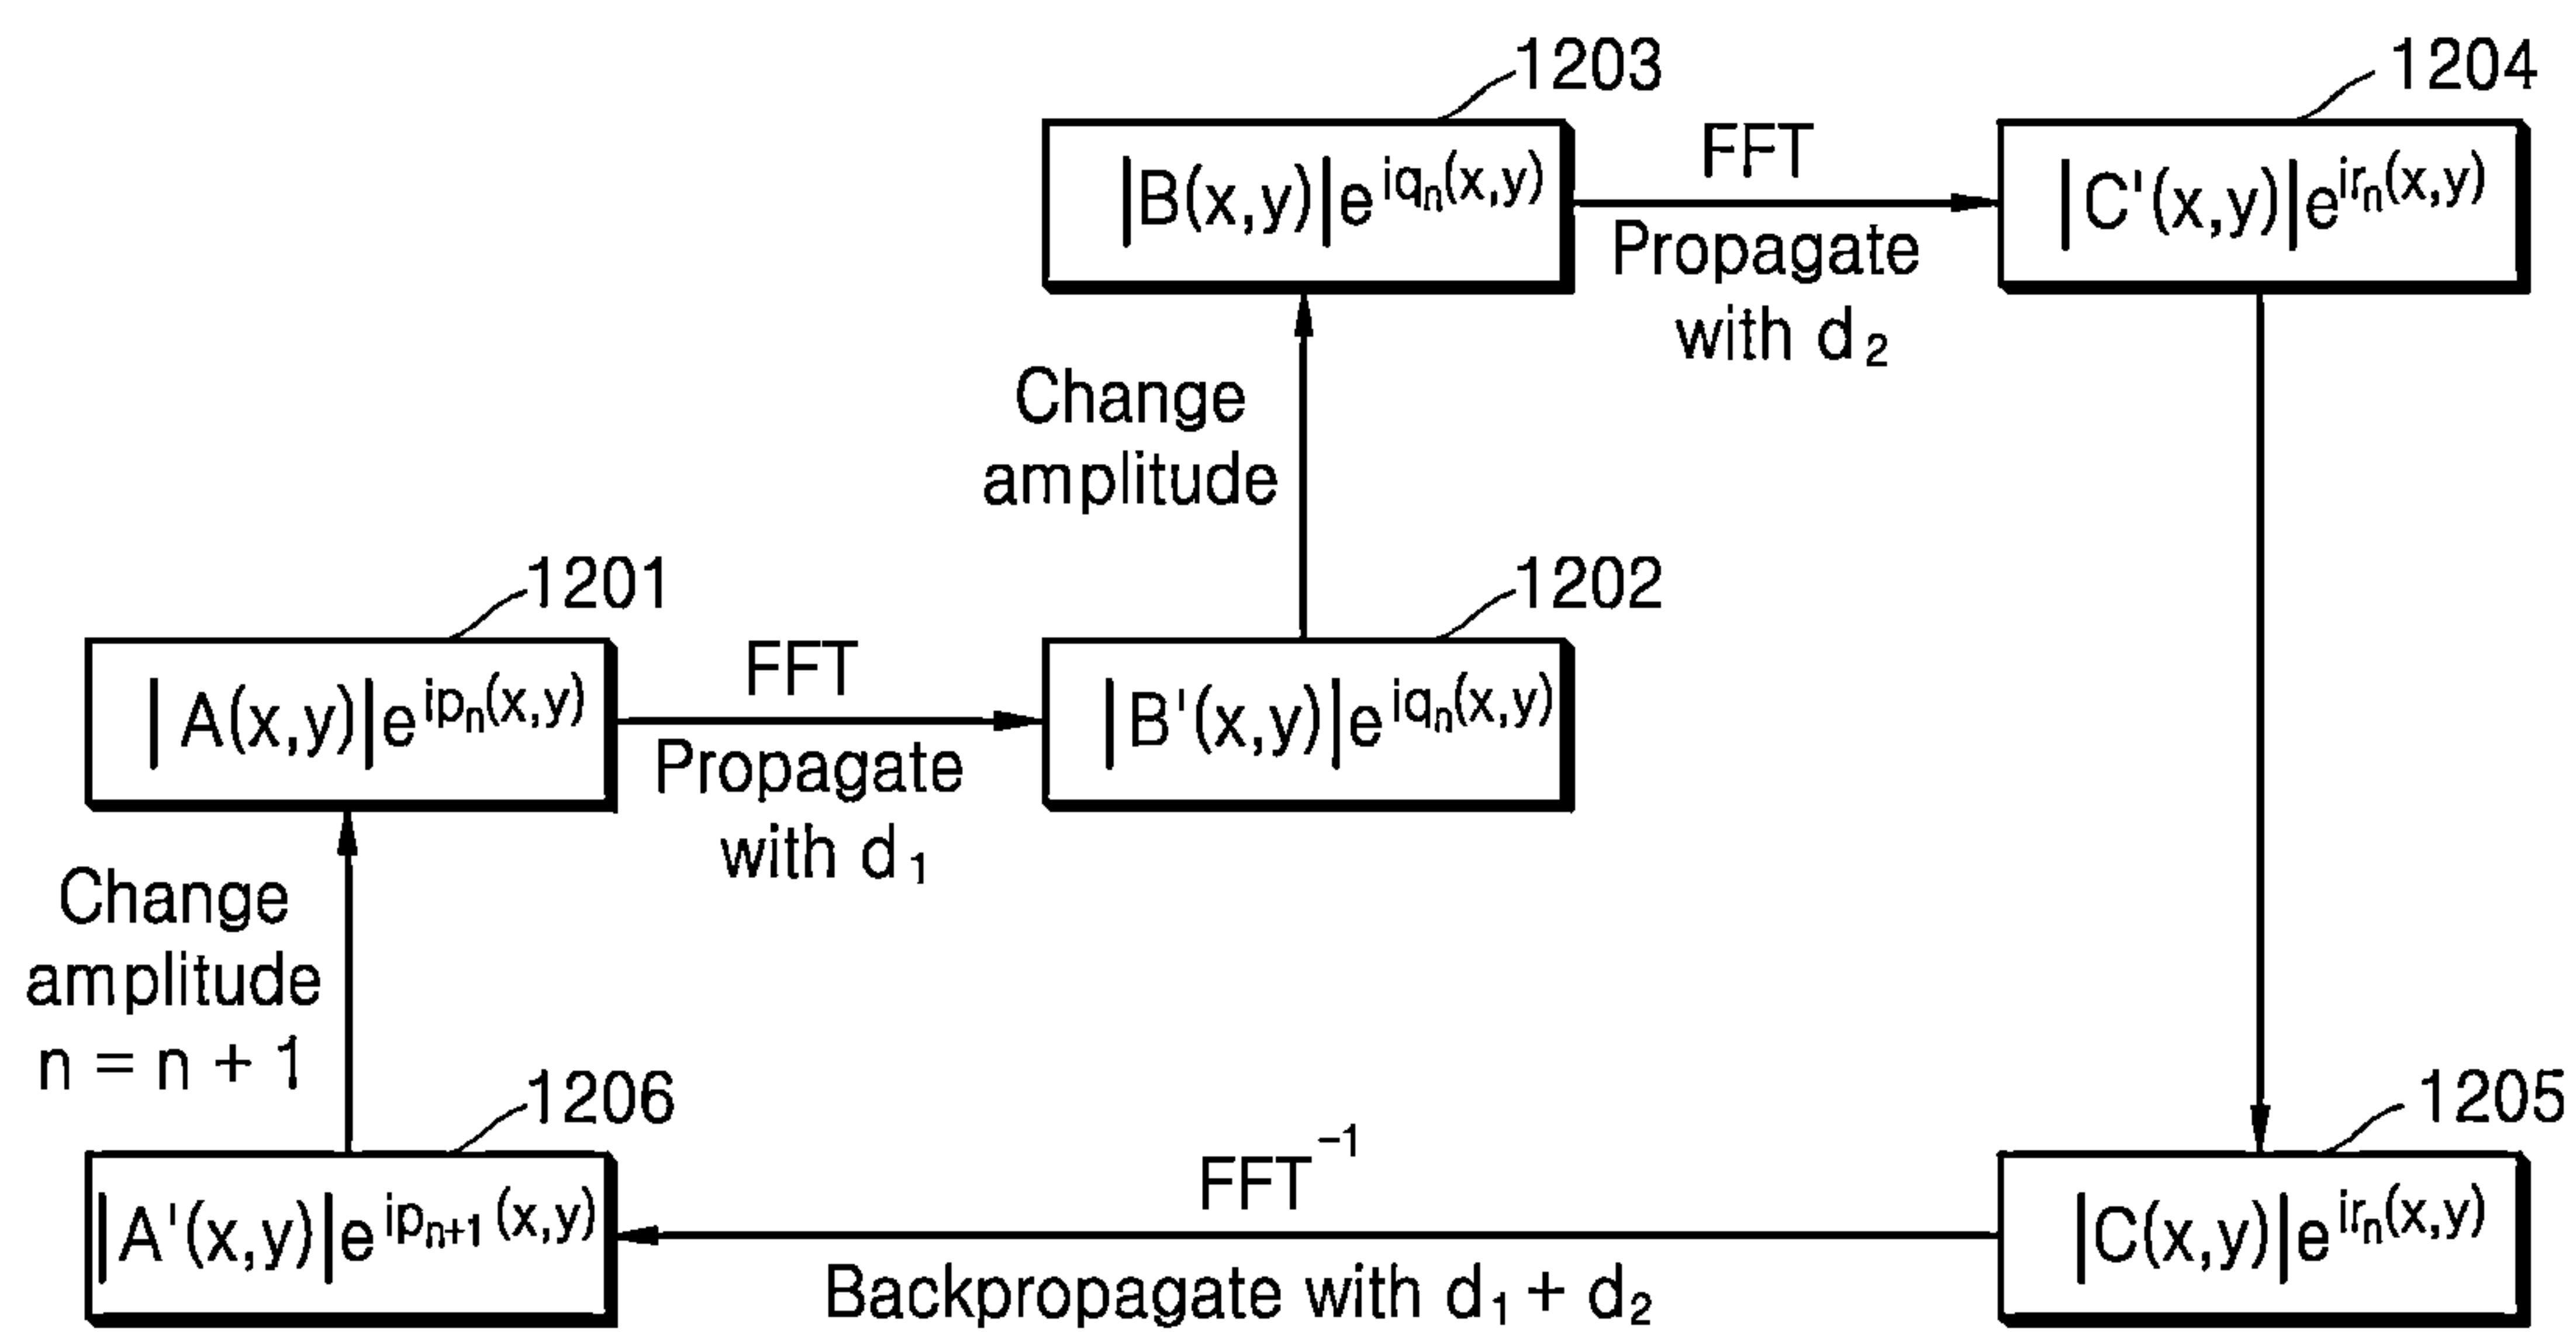 1203
1204
|B(x,y)|e^{iq_n(x,y)}
FFT
Propagate
with d_2
|C'(x,y)|e^{ir_n(x,y)}
Change
amplitude
1201
1202
|A(x,y)|e^{ip_n(x,y)}
FFT
Propagate
with d_1
|B'(x,y)|e^{iq_n(x,y)}
Change
amplitude
n = n + 1
1206
1205
|A'(x,y)|e^{ip_{n+1}(x,y)}
FFT^{-1}
Backpropagate with d_1 + d_2
|C(x,y)|e^{ir_n(x,y)}